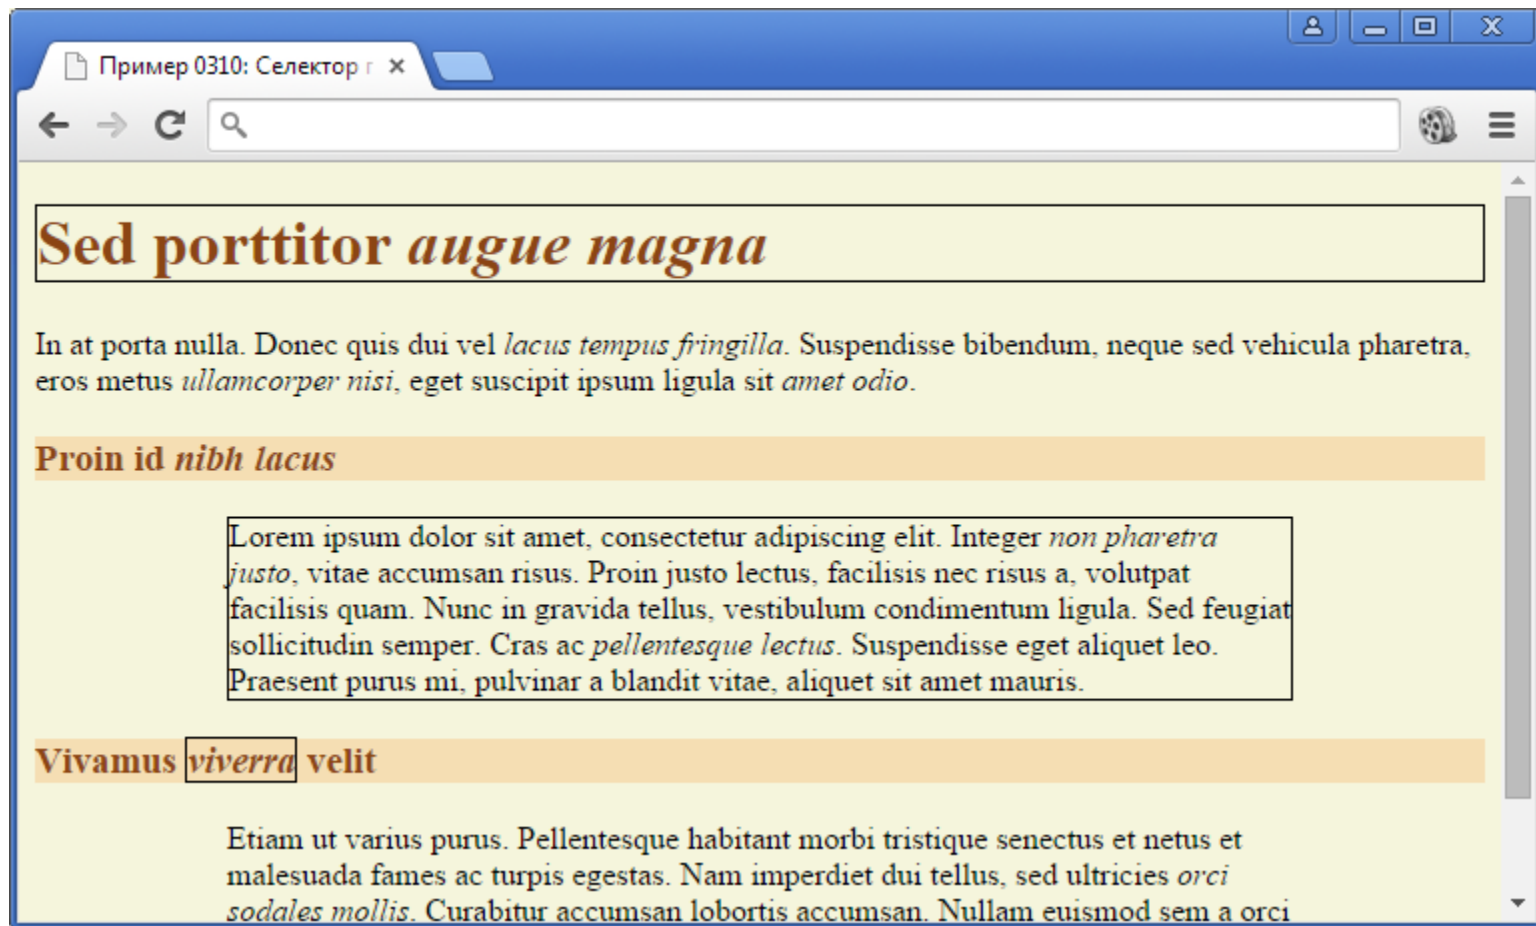 Пример 0310: Селектор г
Sed porttitor augue magna
In at porta nulla. Donec quis dui vel lacus tempus fringilla. Suspendisse bibendum, neque sed vehicula pharetra,
eros metus ullamcorper nisi, eget suscipit ipsum ligula sit amet odio.
Proin id nibh lacus
Lorem ipsum dolor sit amet, consectetur adipiscing elit. Integer non pharetra
justo, vitae accumsan risus. Proin justo lectus, facilisis nec risus a, volutpat
facilisis quam. Nunc in gravida tellus, vestibulum condimentum ligula. Sed feugiat
sollicitudin semper. Cras ac pellentesque lectus. Suspendisse eget aliquet leo.
Praesent purus mi, pulvinar a blandit vitae, aliquet sit amet mauris.
Vivamus viverra velit
Etiam ut varius purus. Pellentesque habitant morbi tristique senectus et netus et
malesuada fames ac turpis egestas. Nam imperdiet dui tellus, sed ultricies orci
sodales mollis. Curabitur accumsan lobortis accumsan. Nullam euismod sem a orci